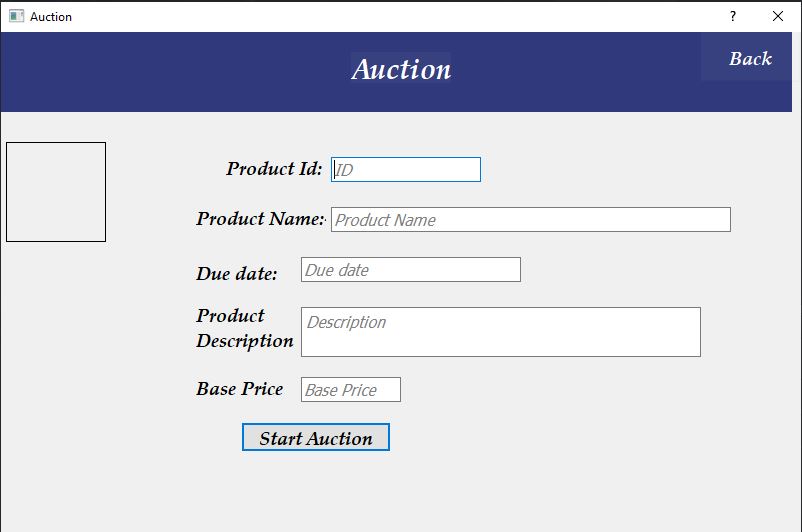 Auction
?
Auction
Back
Product Id:
ID
Product Name:
Product Name
Due date:
Due date
Product
Description
Description
Base Price
Base Price
Start Auction